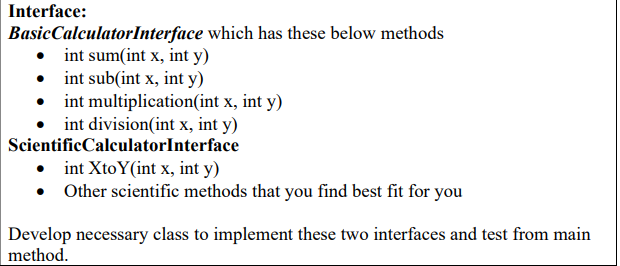 Interface:
BasicCalculatorInterface which has these below methods
• int sum(int x, int y)
• int sub(int x, int y)
• int multiplication(int x, int y)
• int division(int x, int y)
ScientificCalculatorInterface
• int XtoY(int x, int y)
• Other scientific methods that you find best fit for you
Develop necessary class to implement these two interfaces and test from main
method.